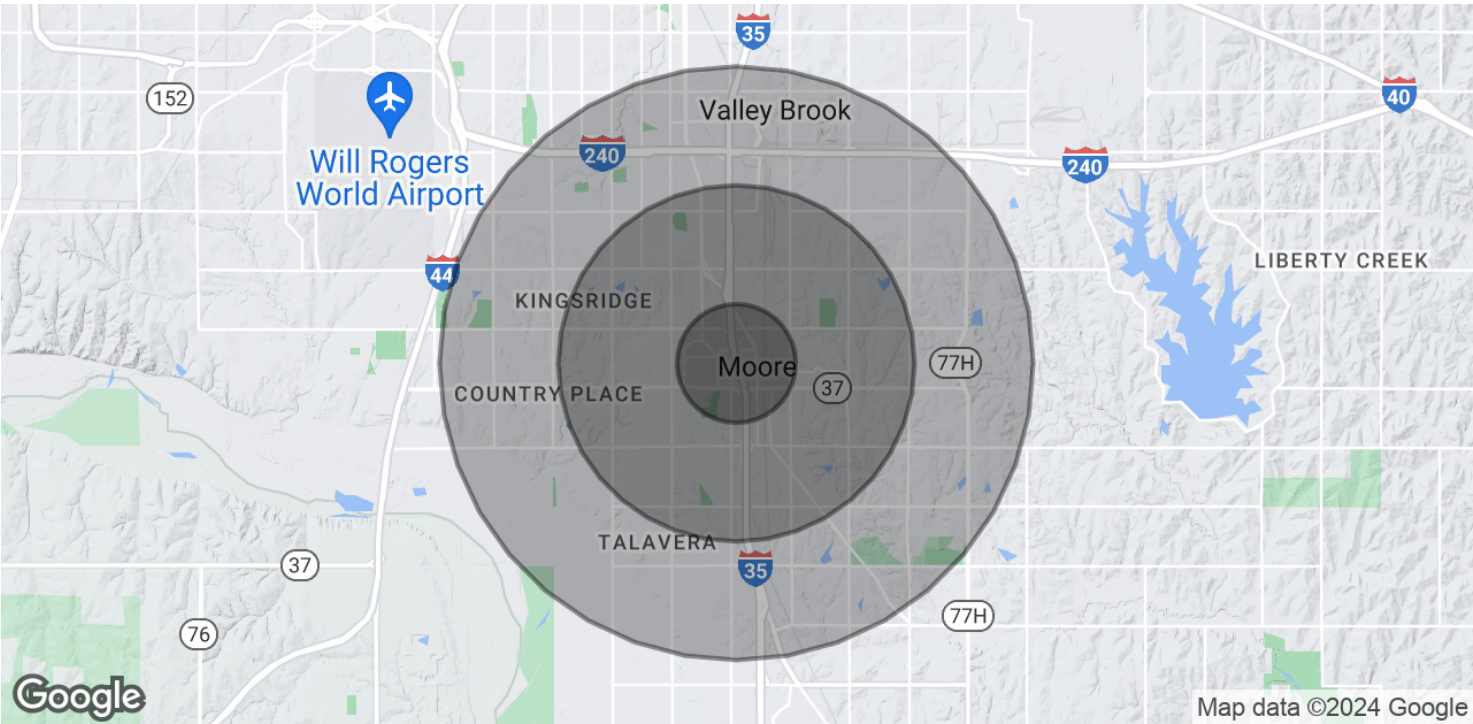 35
152
40
Valley Brook
240
240
Will Rogers
World Airport
44
LIBERTY CREEK
KINGSRIDGE
Moore
77H
37
COUNTRY PLACE
TALAVERA
35
37
77H
76
Google
Map data ©2024 Google